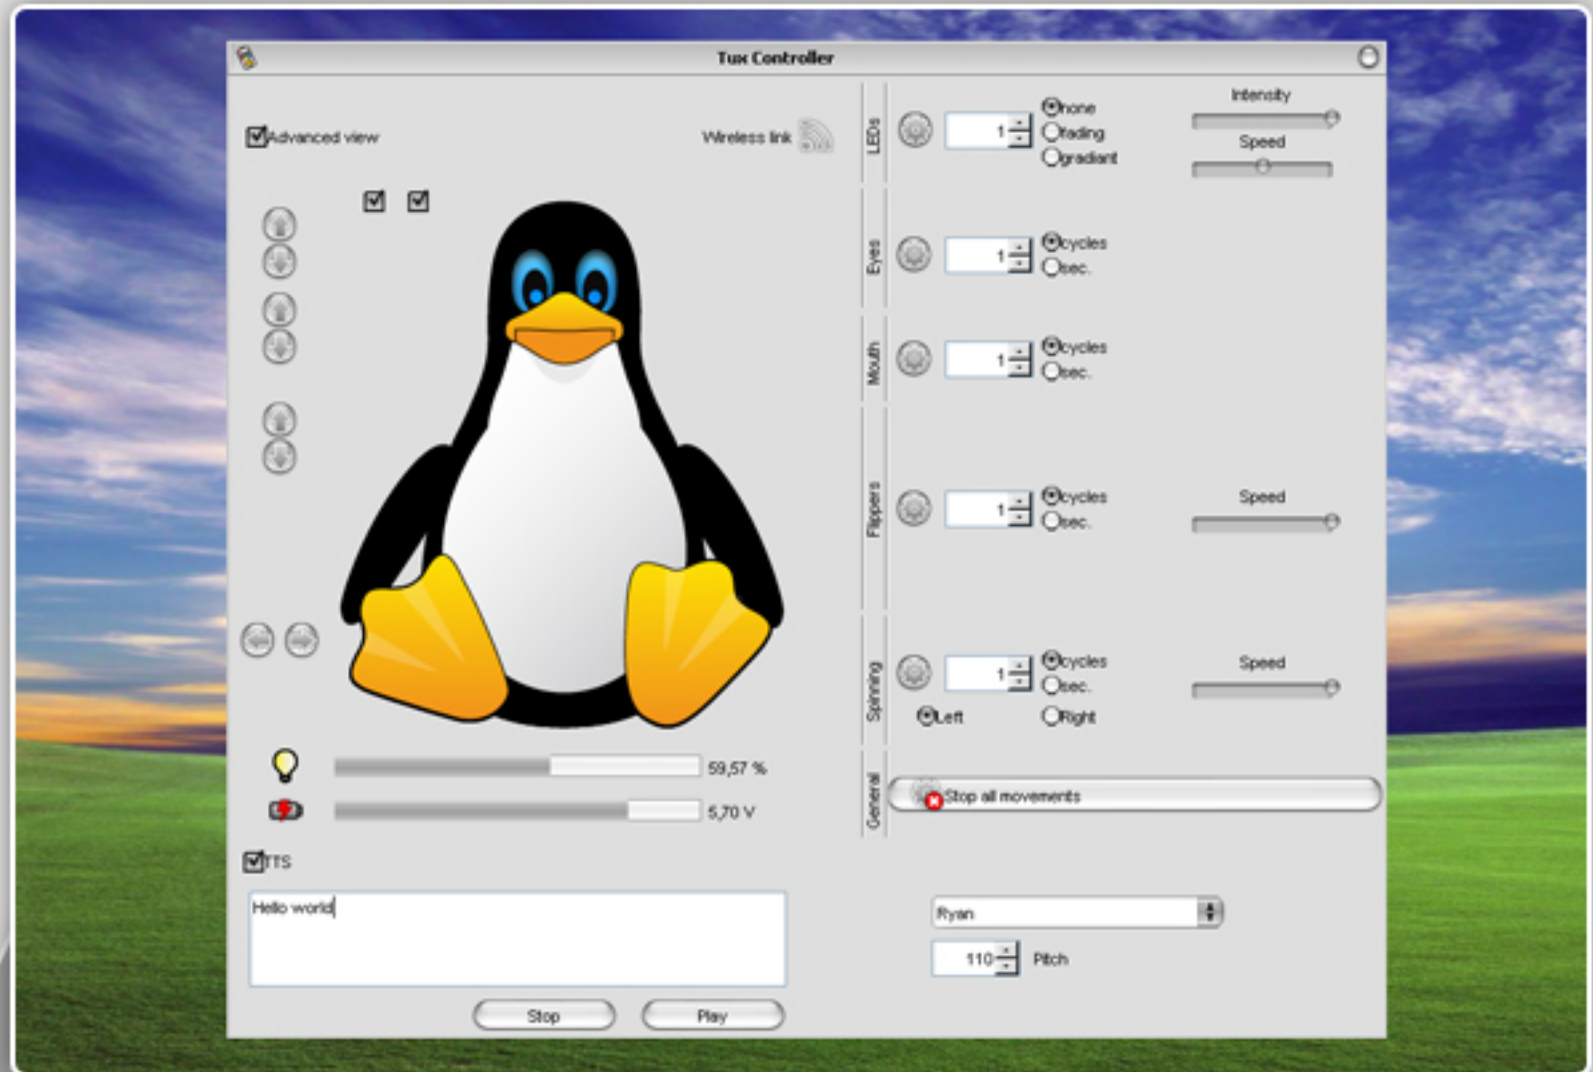 Tux Controller
Advanced view
Wireless link
LEDs
1
none
fading
gradiant
Intensity
Speed
Eyes
1
cycles
sec.
Mouth
1
cycles
sec.
Flippers
1
cycles
sec.
Speed
Spinning
1
cycles
sec.
Speed
Left
Right
59,57 %
5,70 V
General
Stop all movements
TTS
Hello world
Ryan
110
Pitch
Stop
Play